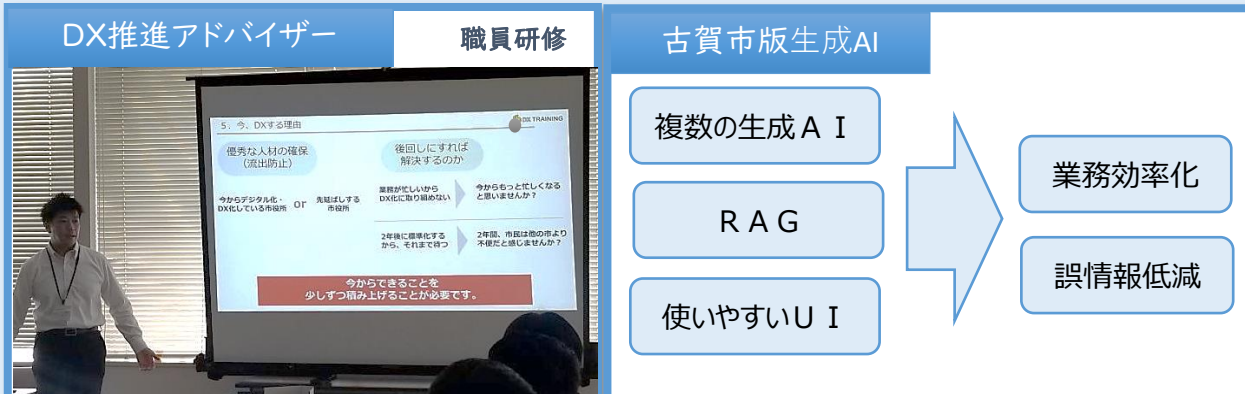 DX推進アドバイザー
職員研修
5、今、DXする理由
DX TRAINING
優秀な人材の確保
(流出防止)
後回しにすれば
解決するのか
今からデジタル化・
DX化している市役所
or
先延ばしする
市役所
業務が忙しいから
DX化に取り組めない
今からもっと忙しくなる
と思いませんか?
2年後に標準化する
から、それまで待つ
2年間、市民は他の市より
不便だと感じませんか?
今からできることを
少しずつ積み上げることが必要です。
古賀市版生成AI
複数の生成AI
RAG
使いやすいUI
業務効率化
誤情報低減